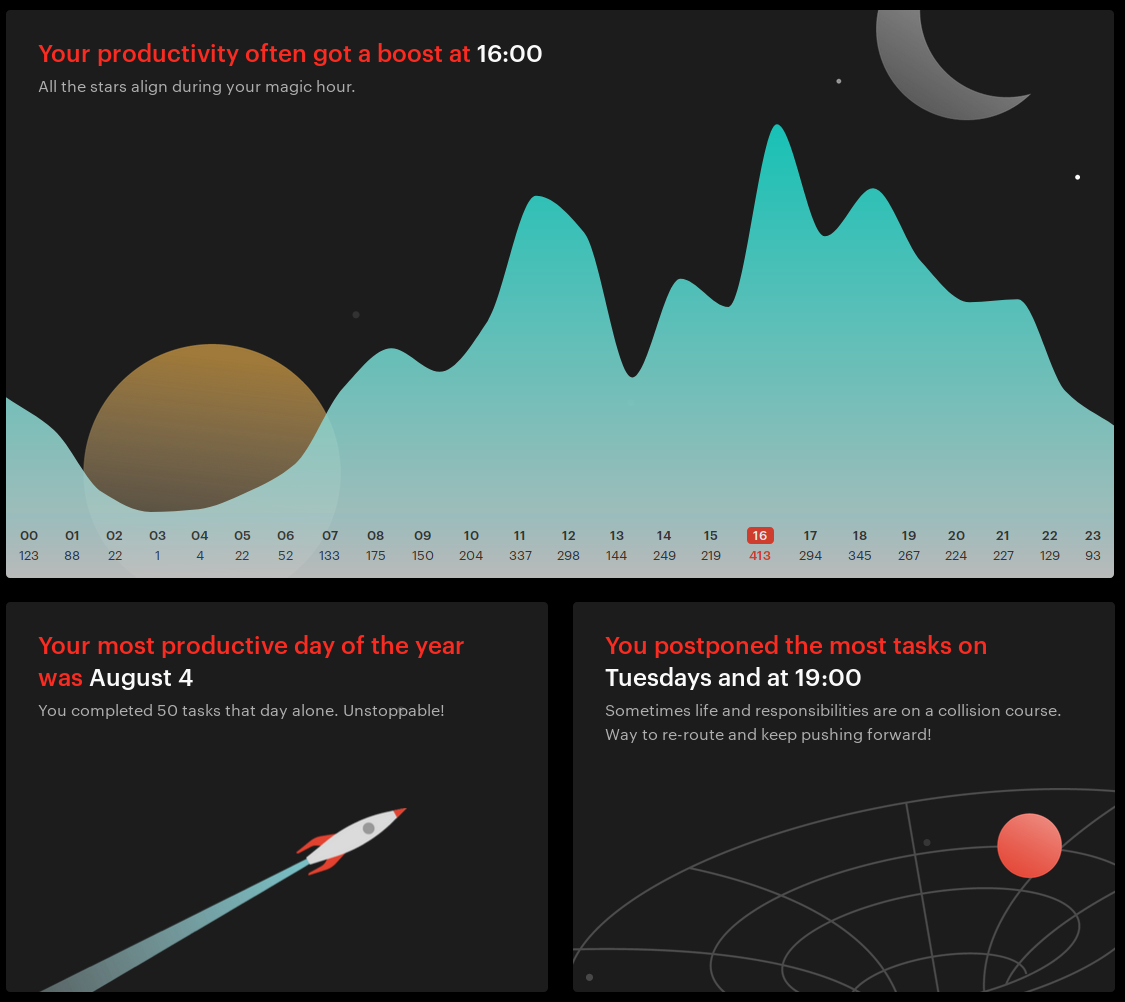 Your productivity often got a boost at 16:00
All the stars align during your magic hour.
00 01 02 03 04 05 06 07 08 09 10 11 12 13 14 15 16 17 18 19 20 21 22 23
123 88 22 1 4 22 52 133 175 150 204 337 298 144 249 219 413 294 345 267 224 227 129 93
Your most productive day of the year
was August 4
You completed 50 tasks that day alone. Unstoppable!
You postponed the most tasks on
Tuesdays and at 19:00
Sometimes life and responsibilities are on a collision course.
Way to re-route and keep pushing forward!